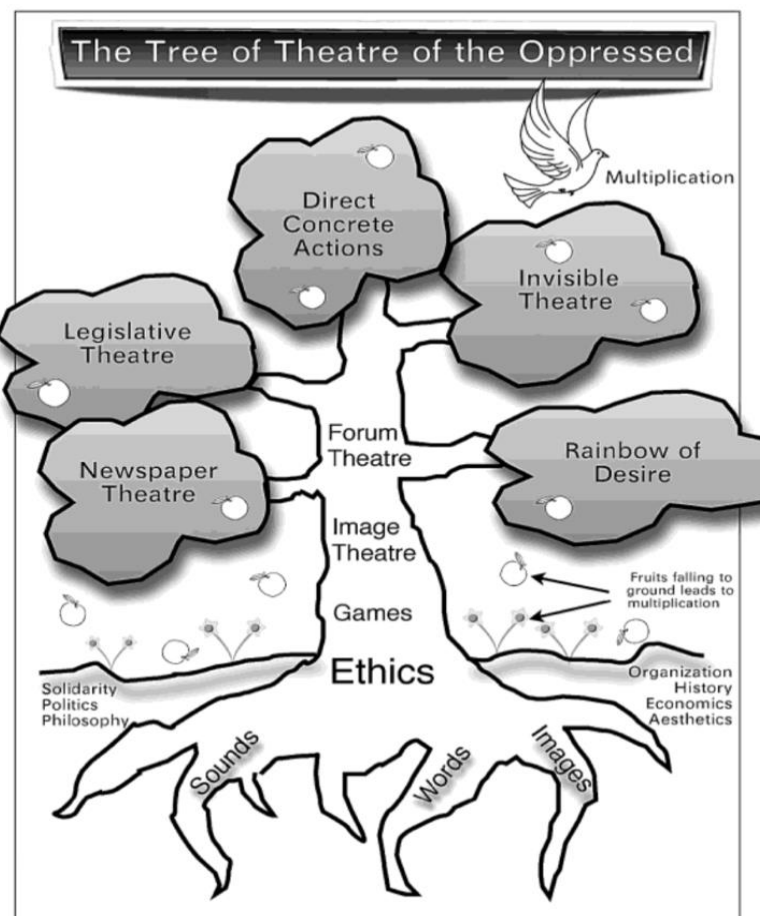 The Tree of Theatre of the Oppressed
Multiplication
Direct
Concrete
Actions
Invisible
Theatre
Legislative
Theatre
Forum
Theatre
Rainbow of
Desire
Newspaper
Theatre
Image
Theatre
Fruits falling to
ground leads to
multiplication
Games
Ethics
Solidarity
Politics
Philosophy
Organization
History
Economics
Aesthetics
Sounds
Words
Images